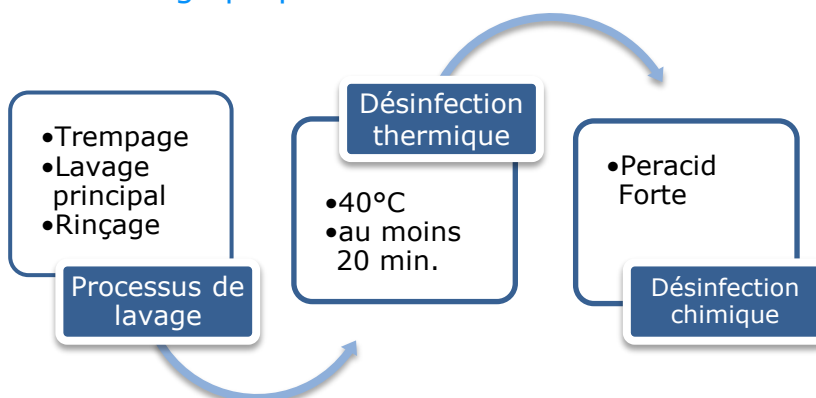 •Trempage
•Lavage
principal
•Rinçage
Processus de
lavage
Désinfection
thermique
•40°C
•au moins
20 min.
•Peracid
Forte
Désinfection
chimique